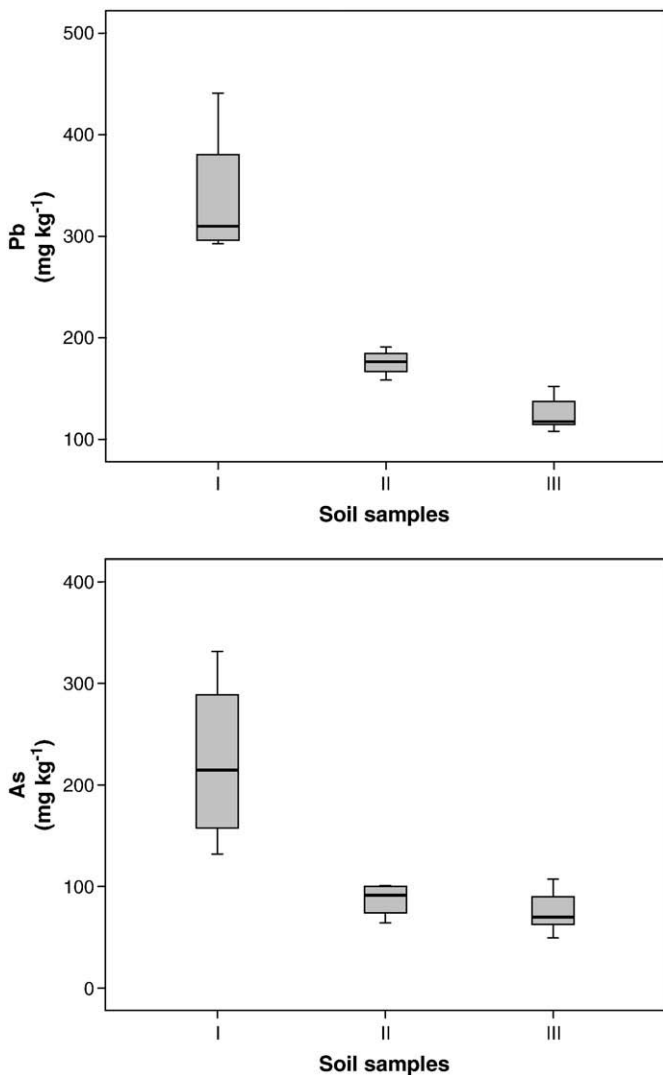 500
400
Pb
(mg kg⁻¹)
300
200
100
I II III
Soil samples
400
300
As
(mg kg⁻¹)
200
100
0
I II III
Soil samples